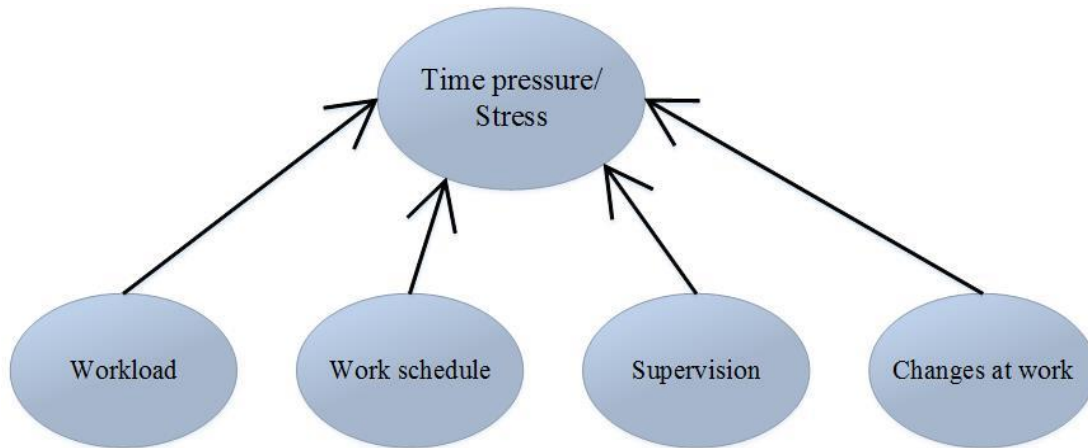 Time pressure/
Stress
Workload
Work schedule
Supervision
Changes at work